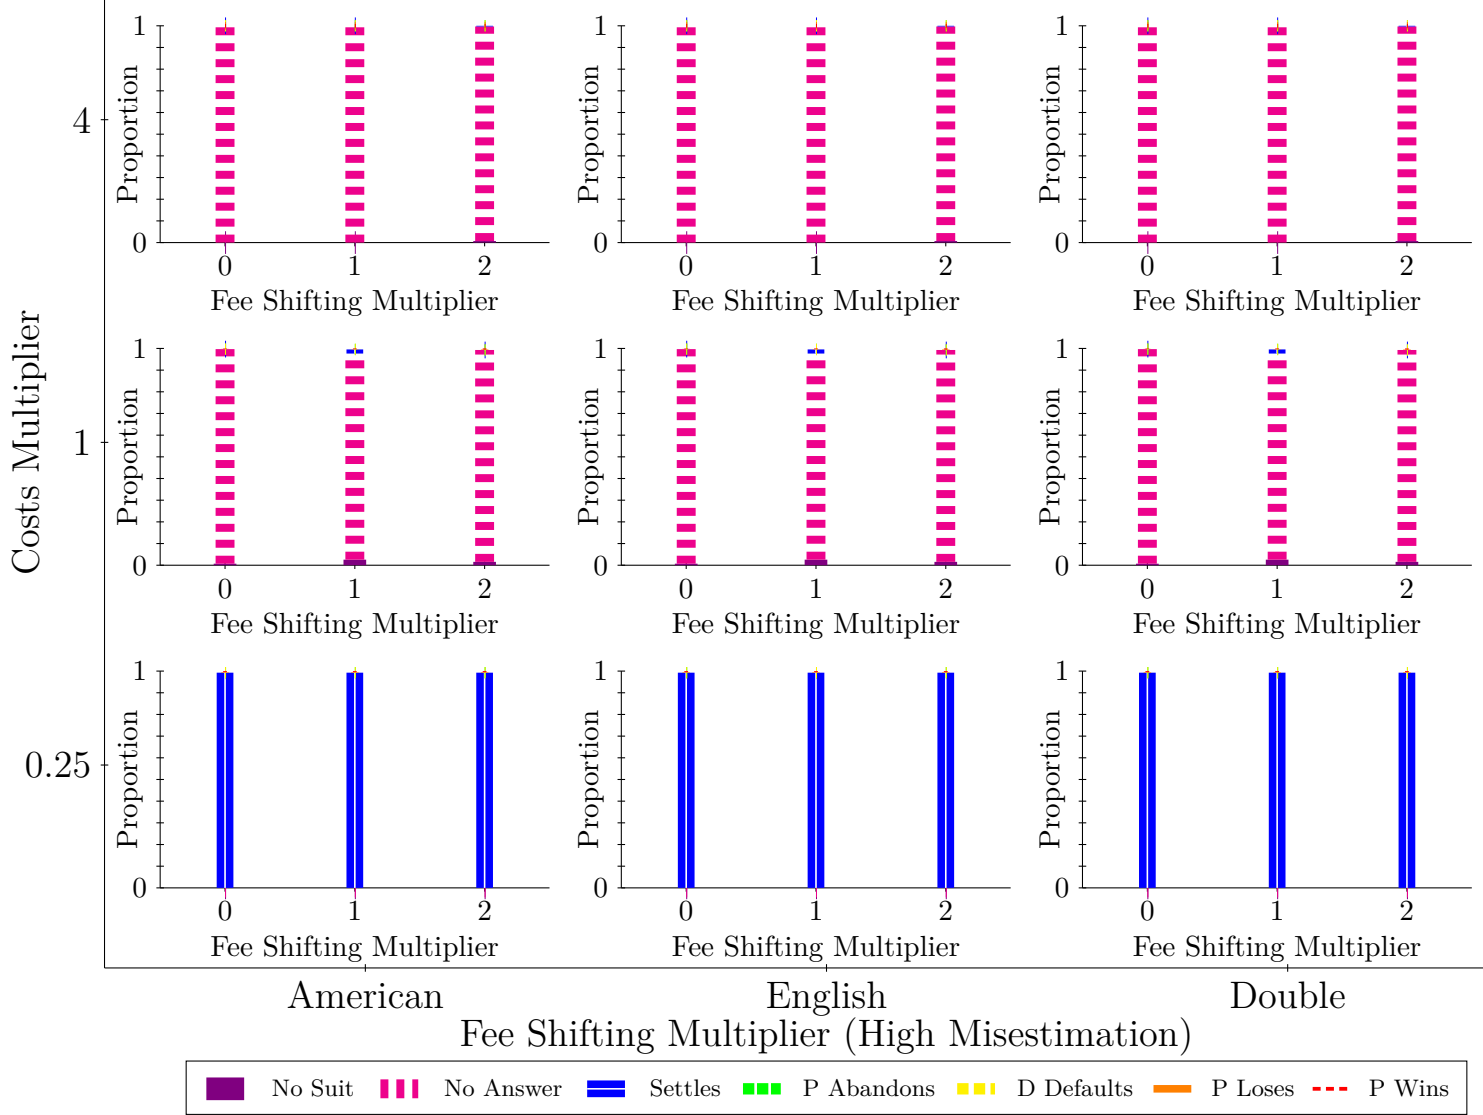 4
Proportion
1
0
0 1 2
Fee Shifting Multiplier
Proportion
1
0
0 1 2
Fee Shifting Multiplier
Proportion
1
0
0 1 2
Fee Shifting Multiplier
Costs Multiplier
1
Proportion
1
0
0 1 2
Fee Shifting Multiplier
Proportion
1
0
0 1 2
Fee Shifting Multiplier
Proportion
1
0
0 1 2
Fee Shifting Multiplier
0.25
Proportion
1
0
0 1 2
Fee Shifting Multiplier
Proportion
1
0
0 1 2
Fee Shifting Multiplier
Proportion
1
0
0 1 2
Fee Shifting Multiplier
American English Double
Fee Shifting Multiplier (High Misestimation)
No Suit No Answer Settles P Abandons D Defaults P Loses P Wins